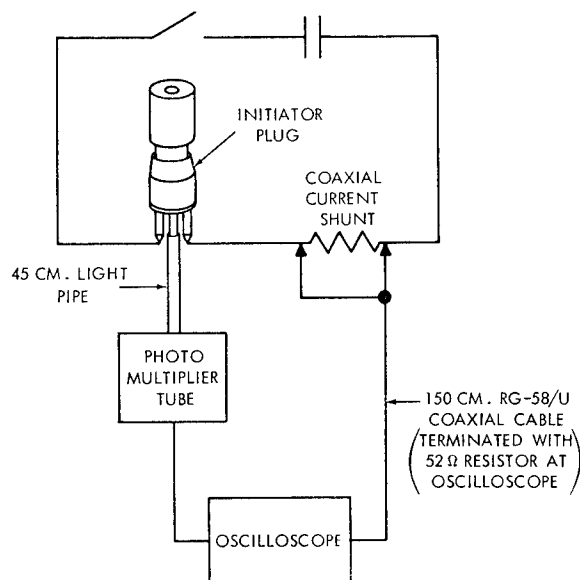 INITIATOR
PLUG
COAXIAL
CURRENT
SHUNT
45 CM. LIGHT
PIPE
PHOTO
MULTIPLIER
TUBE
150 CM. RG-58/U
COAXIAL CABLE
(TERMINATED WITH
52 Ω RESISTOR AT
OSCILLOSCOPE)
OSCILLOSCOPE